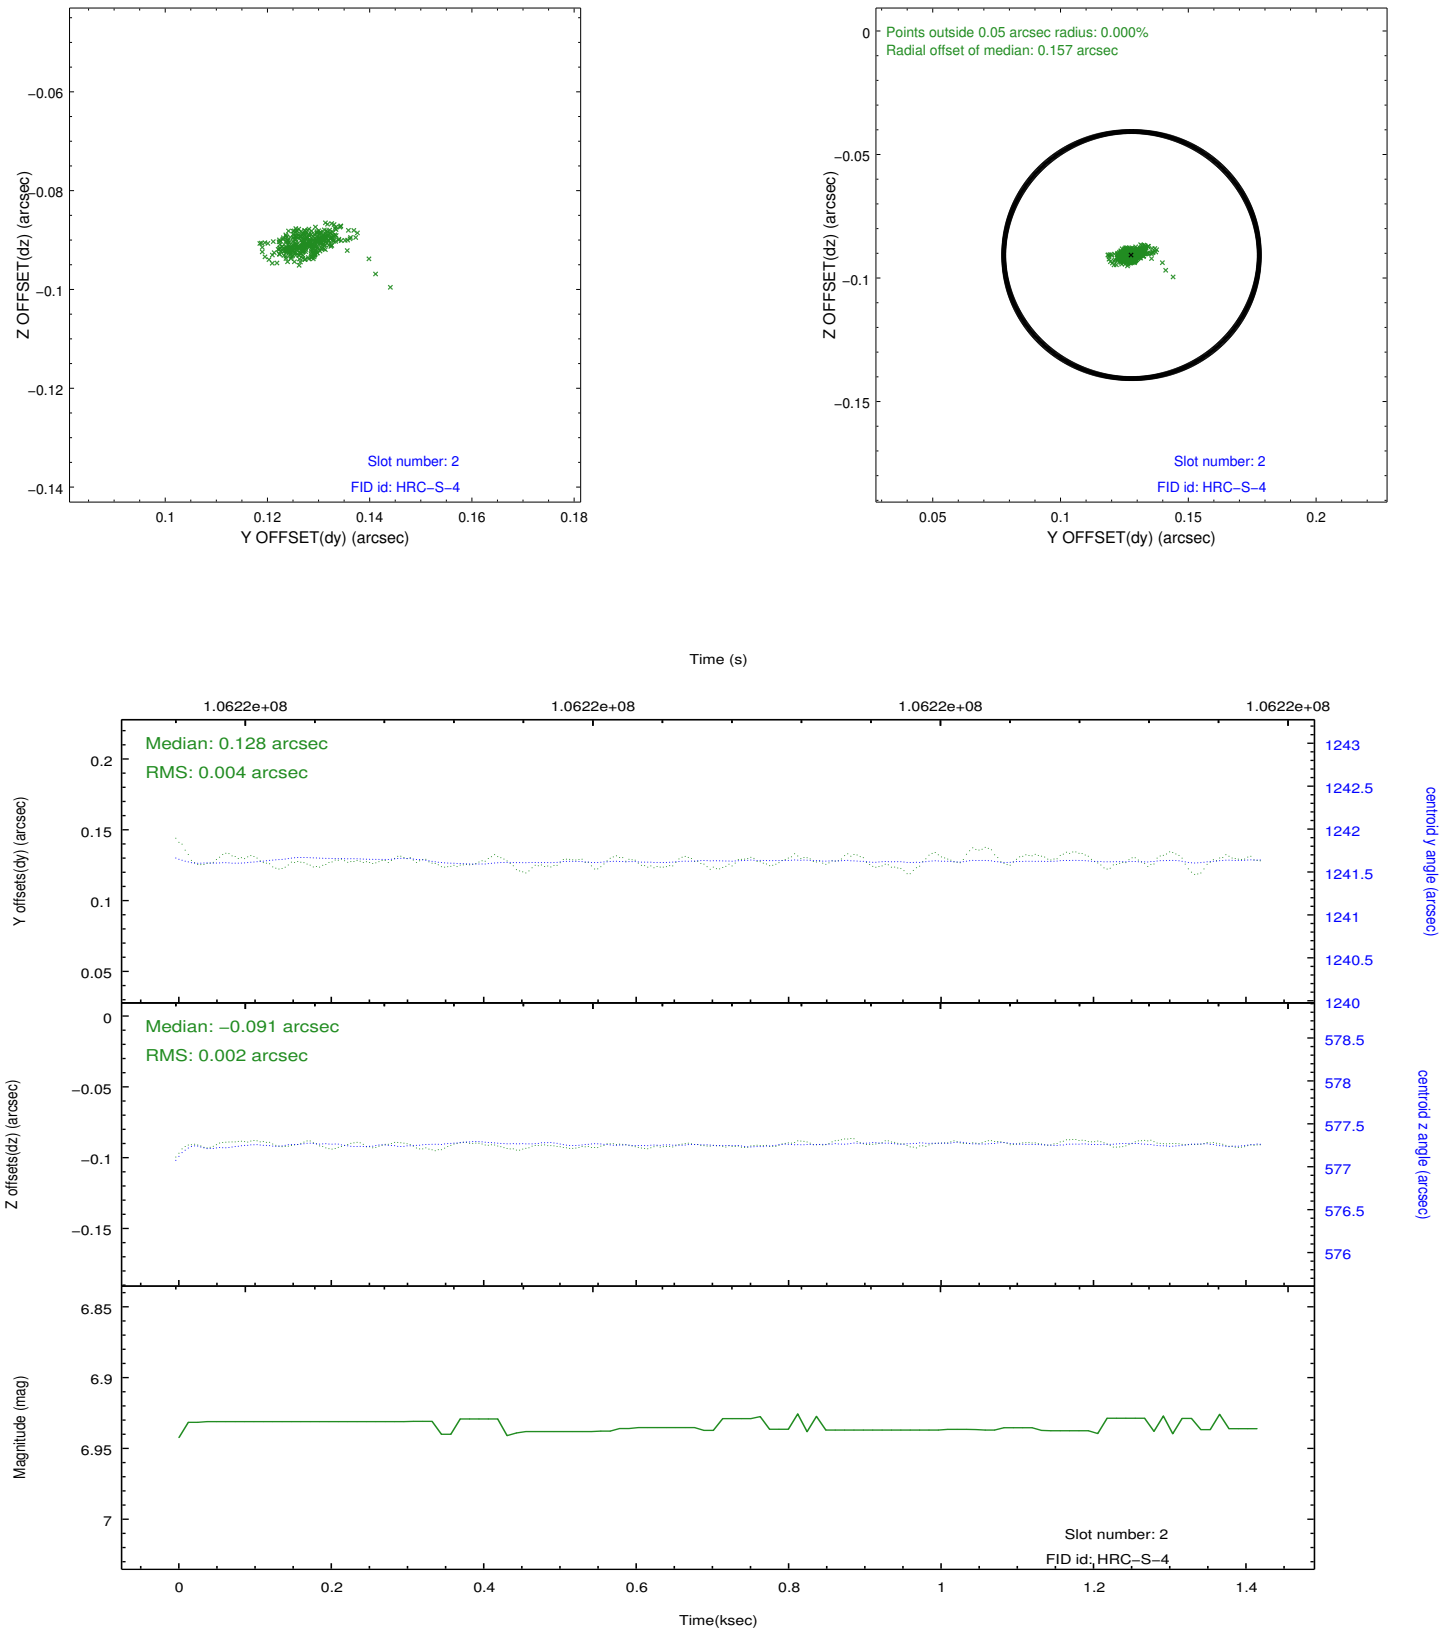 −0.06
−0.08
−0.1
−0.12
−0.14
Z OFFSET(dz) (arcsec)
Slot number: 2
FID id: HRC−S−4
0.1
0.12
0.14
0.16
0.18
Y OFFSET(dy) (arcsec)
Points outside 0.05 arcsec radius: 0.000%
Radial offset of median: 0.157 arcsec
0
−0.05
−0.1
−0.15
Z OFFSET(dz) (arcsec)
Slot number: 2
FID id: HRC−S−4
0.05
0.1
0.15
0.2
Y OFFSET(dy) (arcsec)
Time (s)
1.0622e+08
1.0622e+08
1.0622e+08
1.0622e+08
Median: 0.128 arcsec
RMS: 0.004 arcsec
0.2
0.15
0.1
0.05
Y offsets(dy) (arcsec)
1243
1242.5
1242
1241.5
1241
1240.5
1240
centroid y angle (arcsec)
Median: −0.091 arcsec
RMS: 0.002 arcsec
0
−0.05
−0.1
−0.15
Z offsets(dz) (arcsec)
578.5
578
577.5
577
576.5
576
centroid z angle (arcsec)
6.85
6.9
6.95
7
Magnitude (mag)
Slot number: 2
FID id: HRC−S−4
0
0.2
0.4
0.6
0.8
1
1.2
1.4
Time(ksec)